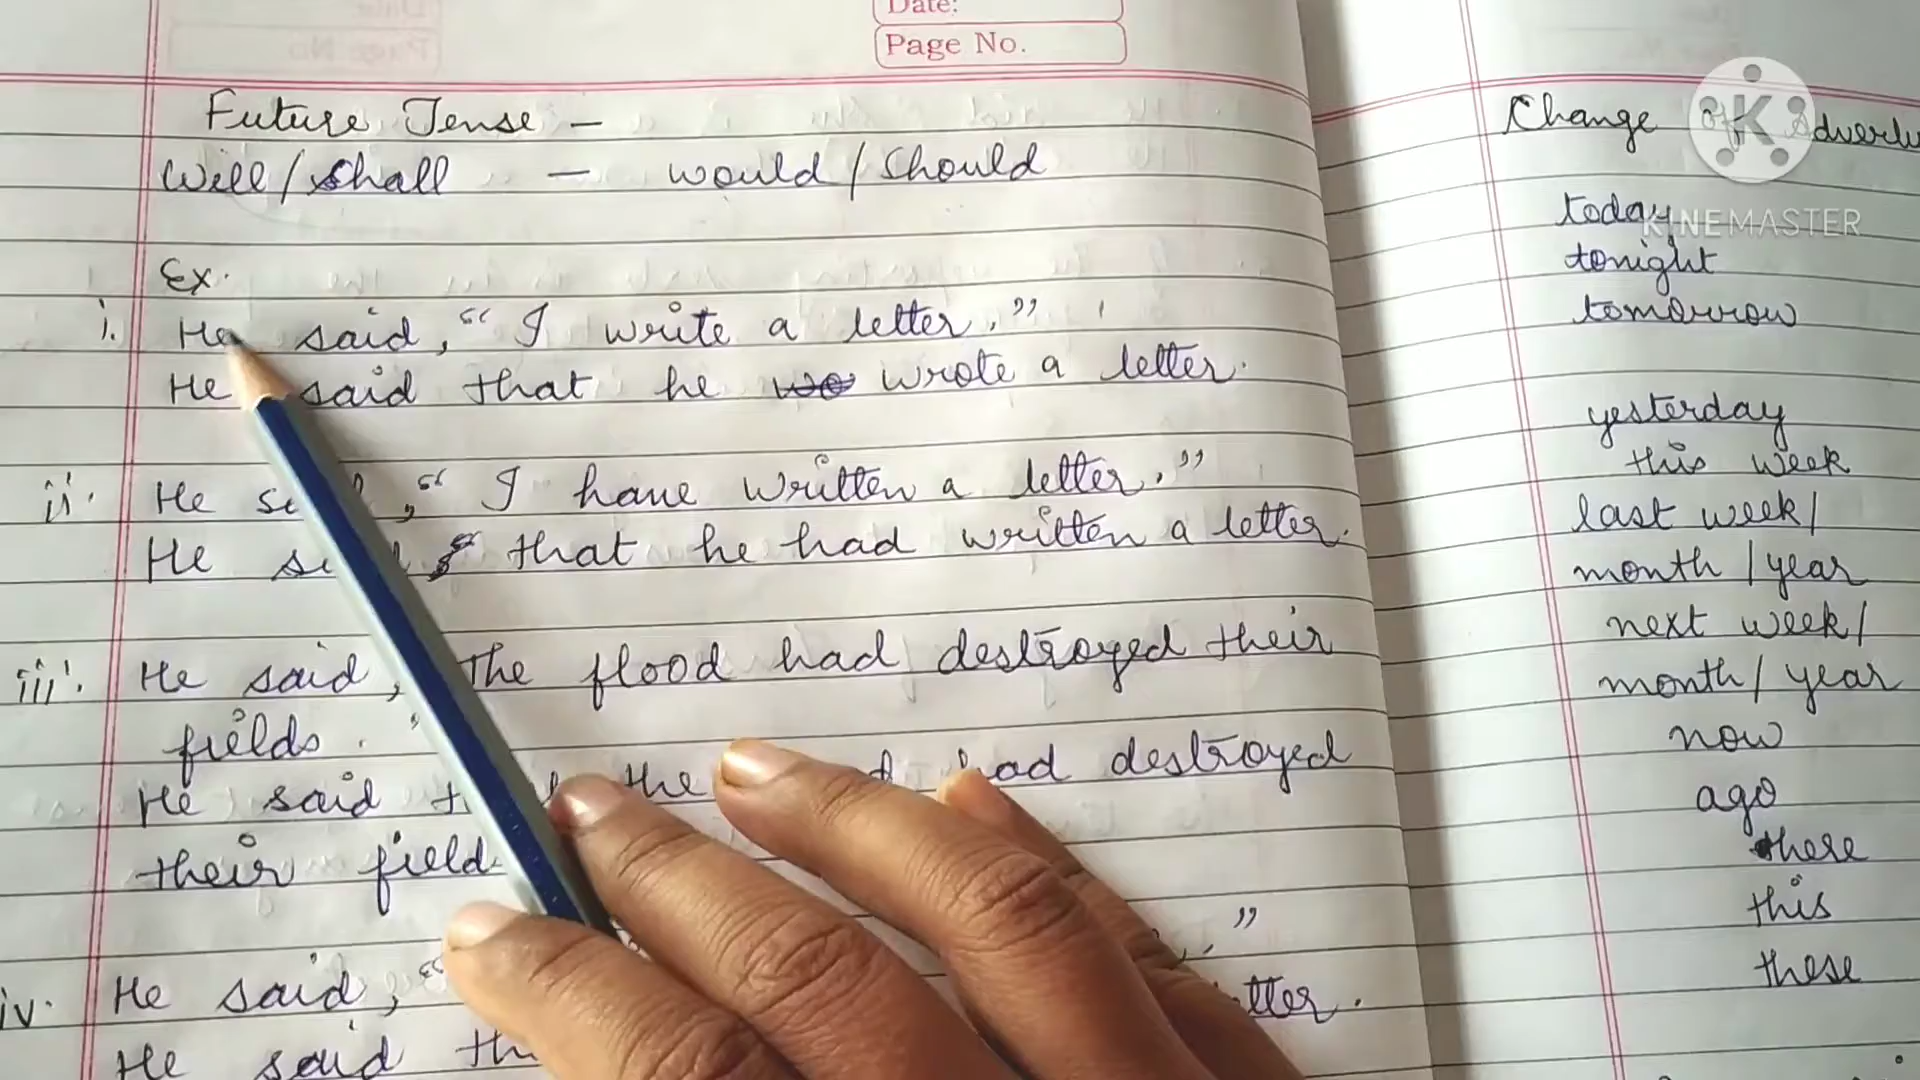 Date:
Page No.
Future Tense –
Will/Shall – would/should
Ex.
i. He said, "I write a letter."
He said that he wrote a letter.
ii. He , "I have written a letter."
He that he had written a letter.
iii. He said, The flood had destroyed their
fields."
He said the had destroyed
their field
iv. He said, " ."
He said
Change of Adverb
today
tonight
tomorrow
yesterday
this week
last week/
month/year
next week/
month/year
now
ago
here
this
these
KINEMASTER